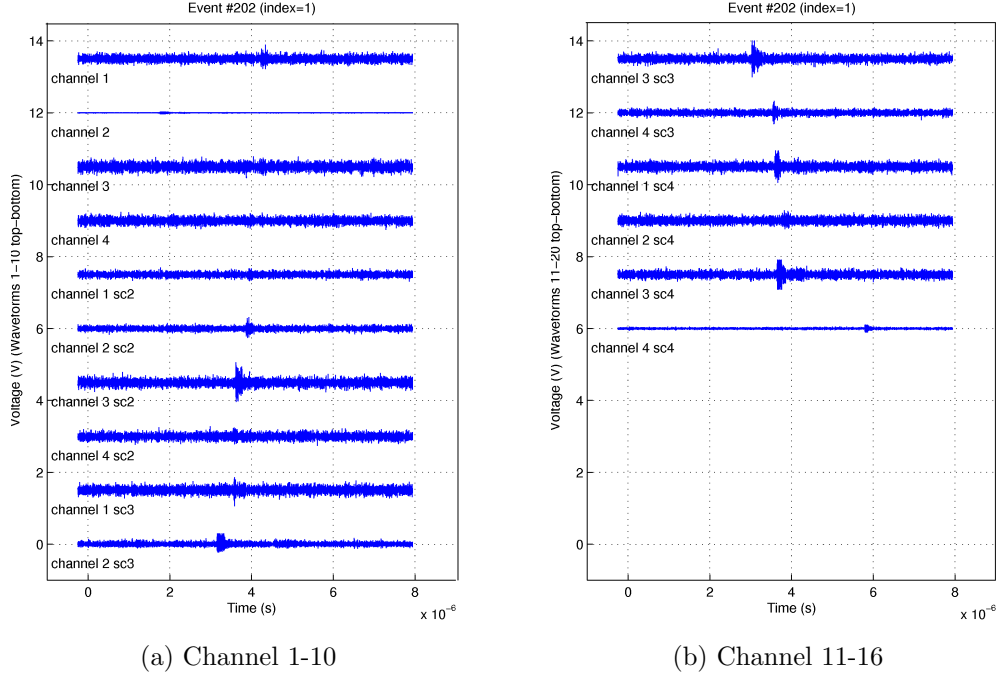 Event #202 (index=1)
14
channel 1
12
channel 2
10
channel 3
channel 4
8
channel 1 sc2
6
channel 2 sc2
4
channel 3 sc2
channel 4 sc2
2
channel 1 sc3
0
channel 2 sc3
Voltage (V) (Waveforms 1−10 top−bottom)
0 2 4 6 8
Time (s)
x 10⁻⁶
(a) Channel 1-10
Event #202 (index=1)
14
channel 3 sc3
12
channel 4 sc3
10
channel 1 sc4
channel 2 sc4
8
channel 3 sc4
6
channel 4 sc4
4
2
0
Voltage (V) (Waveforms 11−20 top−bottom)
0 2 4 6 8
Time (s)
x 10⁻⁶
(b) Channel 11-16